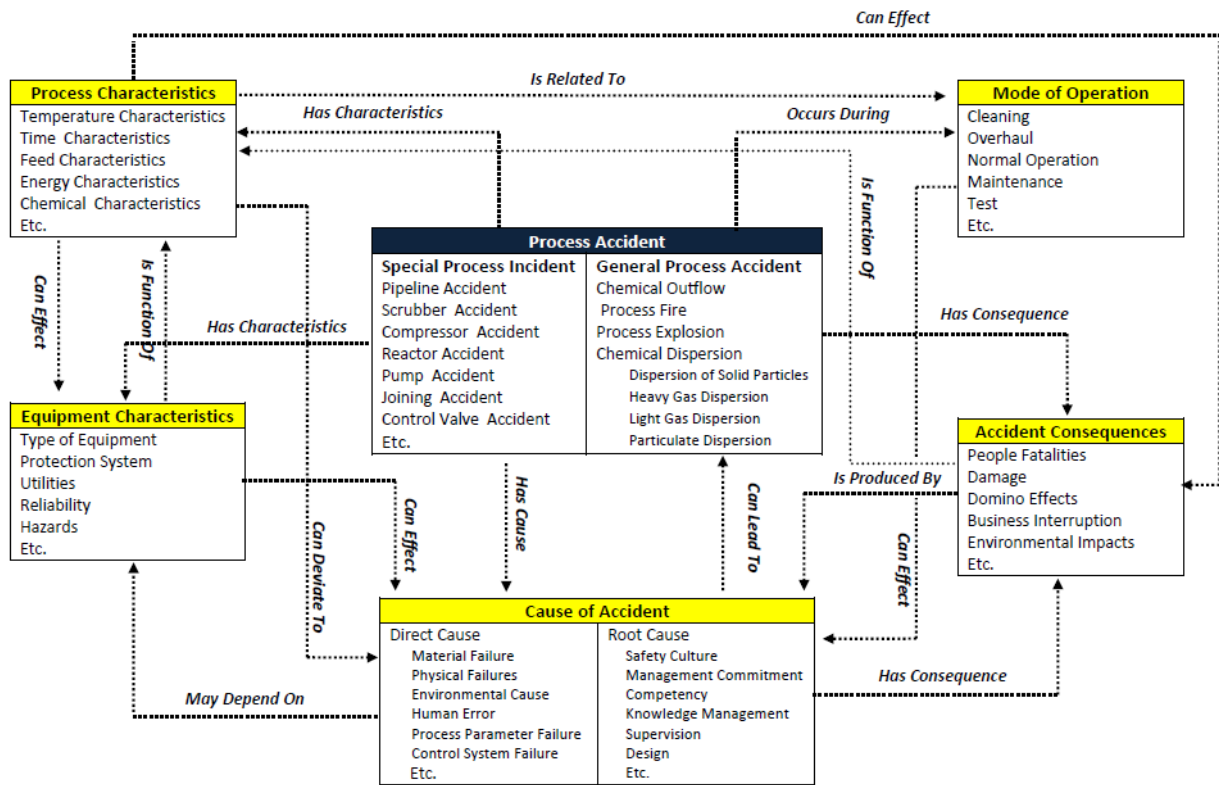 Can Effect
Process Characteristics
Temperature Characteristics
Time Characteristics
Feed Characteristics
Energy Characteristics
Chemical Characteristics
Etc.
Is Related To
Has Characteristics
Occurs During
Mode of Operation
Cleaning
Overhaul
Normal Operation
Maintenance
Test
Etc.
Can Effect
Is Function Of
Is Function Of
Process Accident
Special Process Incident
Pipeline Accident
Scrubber Accident
Compressor Accident
Reactor Accident
Pump Accident
Joining Accident
Control Valve Accident
Etc.
General Process Accident
Chemical Outflow
Process Fire
Process Explosion
Chemical Dispersion
Dispersion of Solid Particles
Heavy Gas Dispersion
Light Gas Dispersion
Particulate Dispersion
Has Characteristics
Has Consequence
Equipment Characteristics
Type of Equipment
Protection System
Utilities
Reliability
Hazards
Etc.
Accident Consequences
People Fatalities
Damage
Domino Effects
Business Interruption
Environmental Impacts
Etc.
Can Deviate To
Can Effect
Has Cause
Can Lead To
Is Produced By
Can Effect
Cause of Accident
Direct Cause
Material Failure
Physical Failures
Environmental Cause
Human Error
Process Parameter Failure
Control System Failure
Etc.
Root Cause
Safety Culture
Management Commitment
Competency
Knowledge Management
Supervision
Design
Etc.
May Depend On
Has Consequence